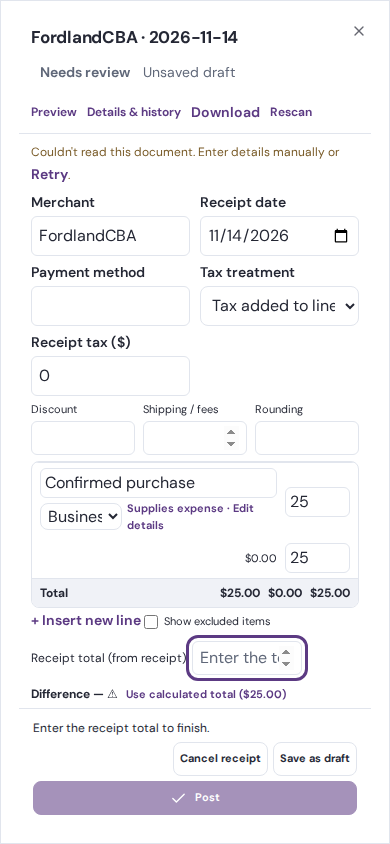 FordlandCBA · 2026-11-14
Needs review Unsaved draft
Preview Details & history Download Rescan
Couldn't read this document. Enter details manually or
Retry.
Merchant Receipt date
FordlandCBA 11/14/2026
Payment method Tax treatment
Tax added to line
Receipt tax ($)
0
Discount Shipping / fees Rounding
Confirmed purchase
25
Busines Supplies expense · Edit
details
$0.00 25
Total $25.00 $0.00 $25.00
+ Insert new line Show excluded items
Receipt total (from receipt) Enter the t
Difference — ⚠ Use calculated total ($25.00)
Enter the receipt total to finish.
Cancel receipt Save as draft
Post